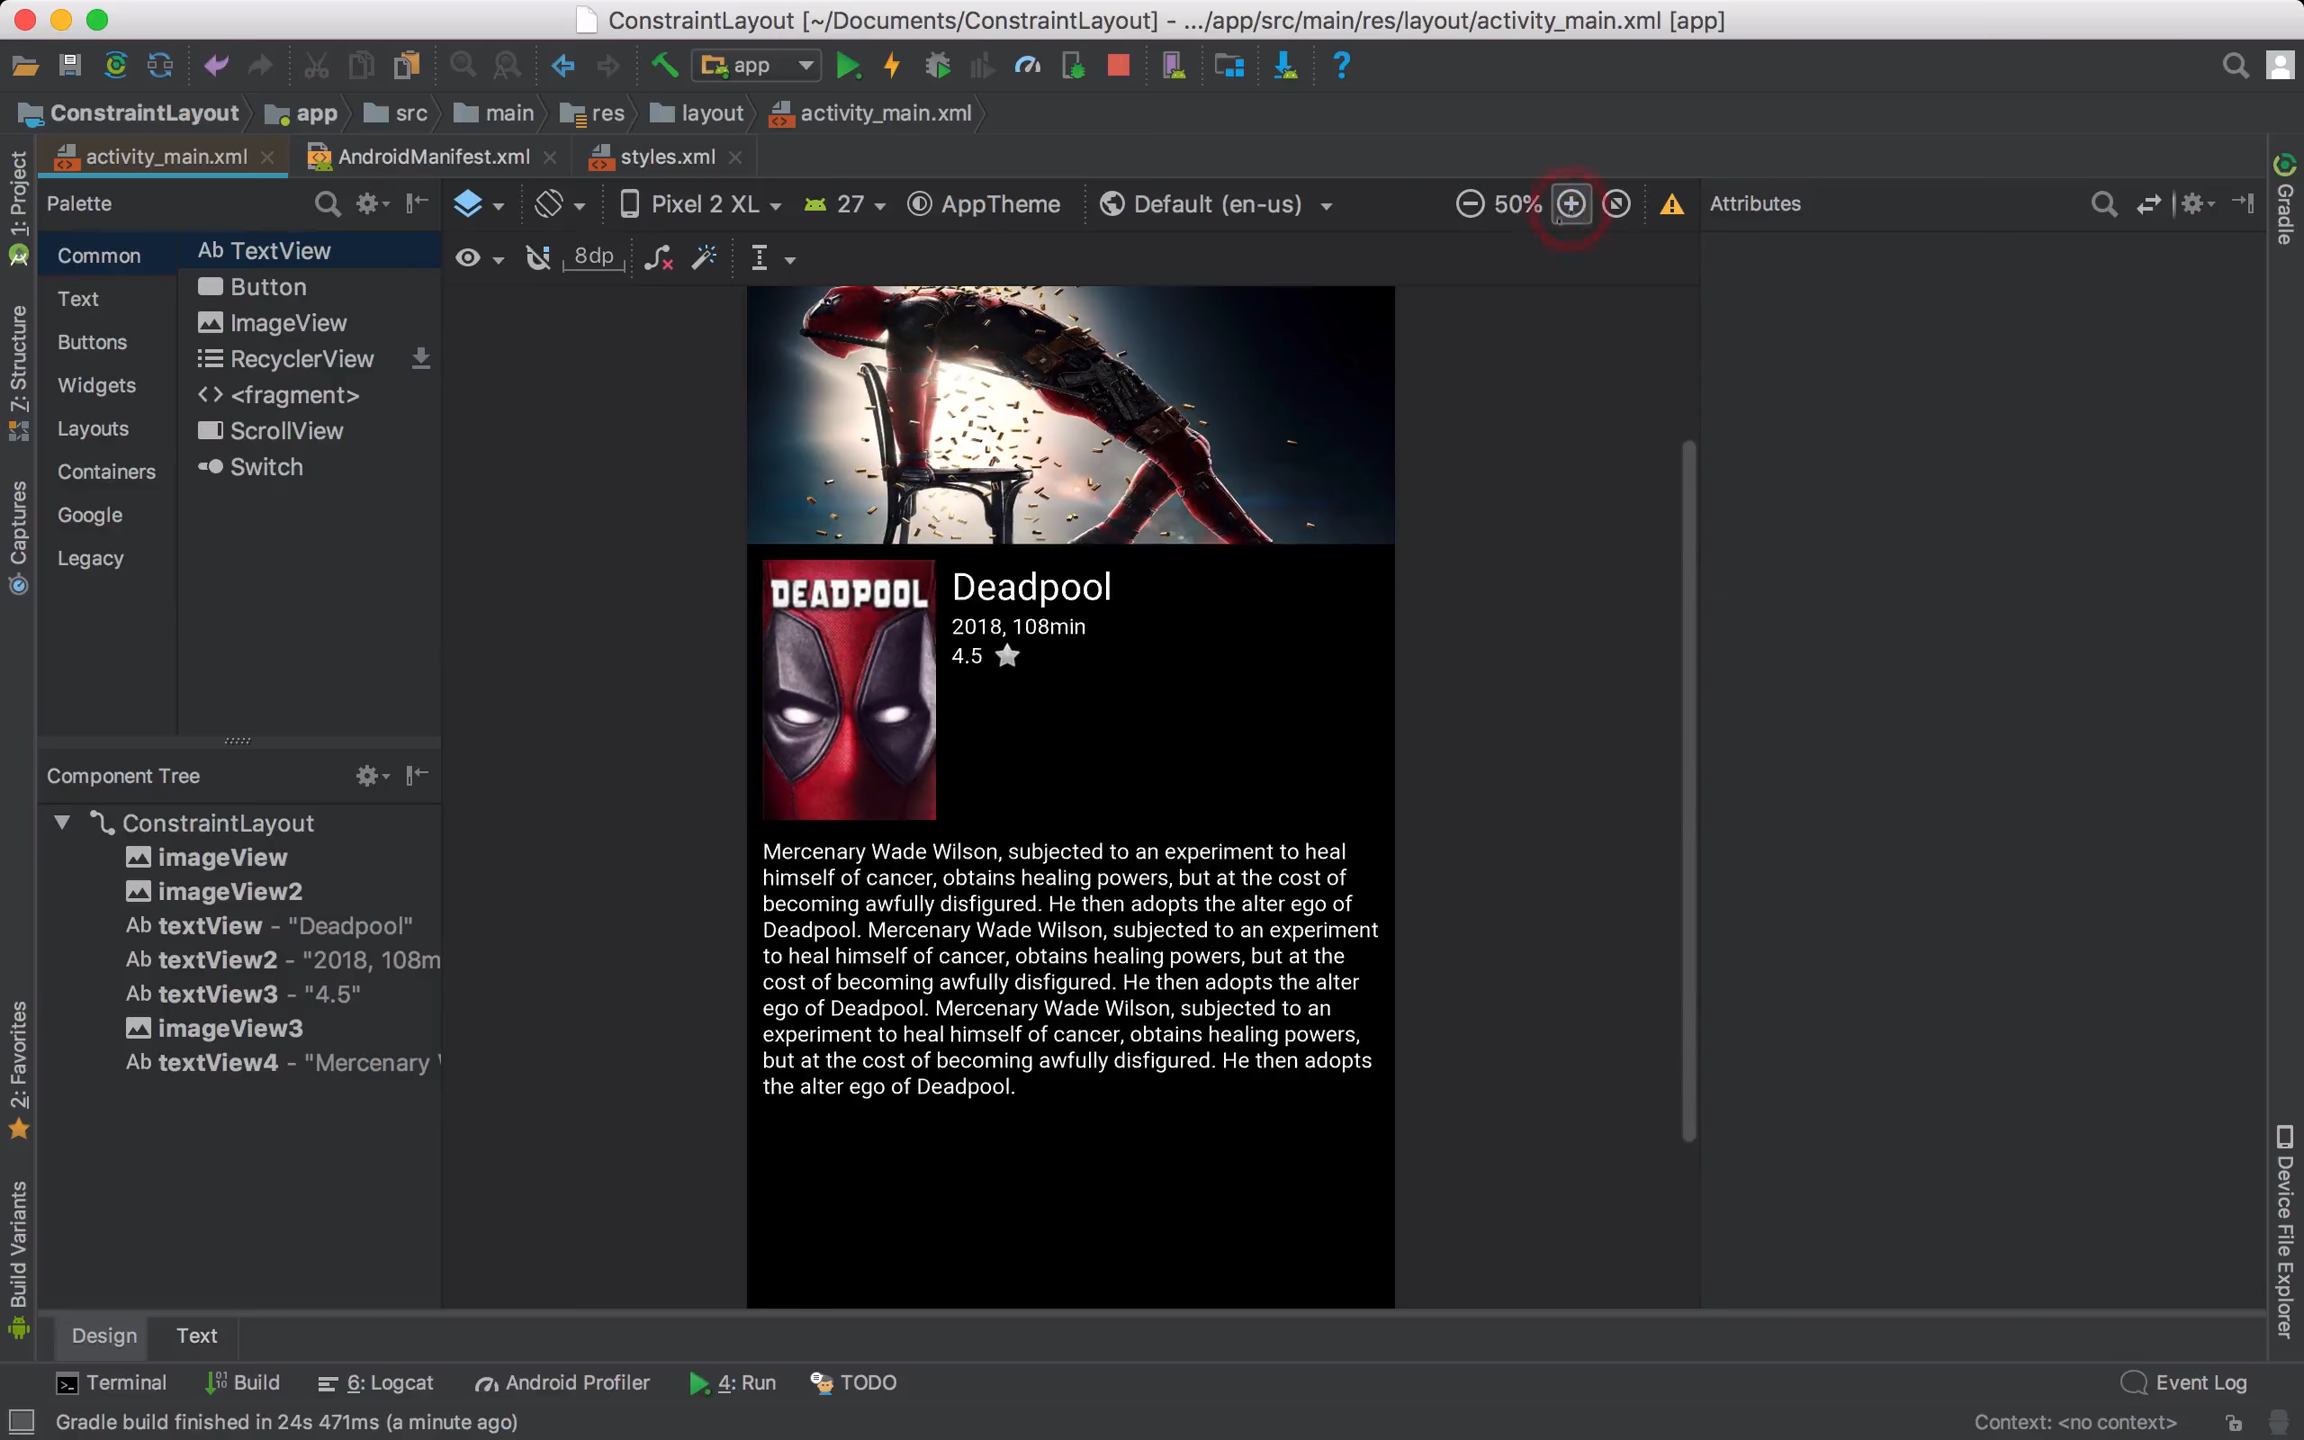 ConstraintLayout [~/Documents/ConstraintLayout] - .../app/src/main/res/layout/activity_main.xml [app]
app
ConstraintLayout app src main res layout activity_main.xml
activity_main.xml AndroidManifest.xml styles.xml
1: Project
Z: Structure
Captures
2: Favorites
Build Variants
Palette
Common
Text
Buttons
Widgets
Layouts
Containers
Google
Legacy
Ab TextView
Button
ImageView
RecyclerView
<fragment>
ScrollView
Switch
Pixel 2 XL 27 AppTheme Default (en-us) 50%
8dp
Attributes
Gradle
Device File Explorer
DEADPOOL
Deadpool
2018, 108min
4.5
Mercenary Wade Wilson, subjected to an experiment to heal
himself of cancer, obtains healing powers, but at the cost of
becoming awfully disfigured. He then adopts the alter ego of
Deadpool. Mercenary Wade Wilson, subjected to an experiment
to heal himself of cancer, obtains healing powers, but at the
cost of becoming awfully disfigured. He then adopts the alter
ego of Deadpool. Mercenary Wade Wilson, subjected to an
experiment to heal himself of cancer, obtains healing powers,
but at the cost of becoming awfully disfigured. He then adopts
the alter ego of Deadpool.
Component Tree
ConstraintLayout
imageView
imageView2
Ab textView - "Deadpool"
Ab textView2 - "2018, 108m
Ab textView3 - "4.5"
imageView3
Ab textView4 - "Mercenary
Design Text
Terminal Build 6: Logcat Android Profiler 4: Run TODO Event Log
Gradle build finished in 24s 471ms (a minute ago) Context: <no context>